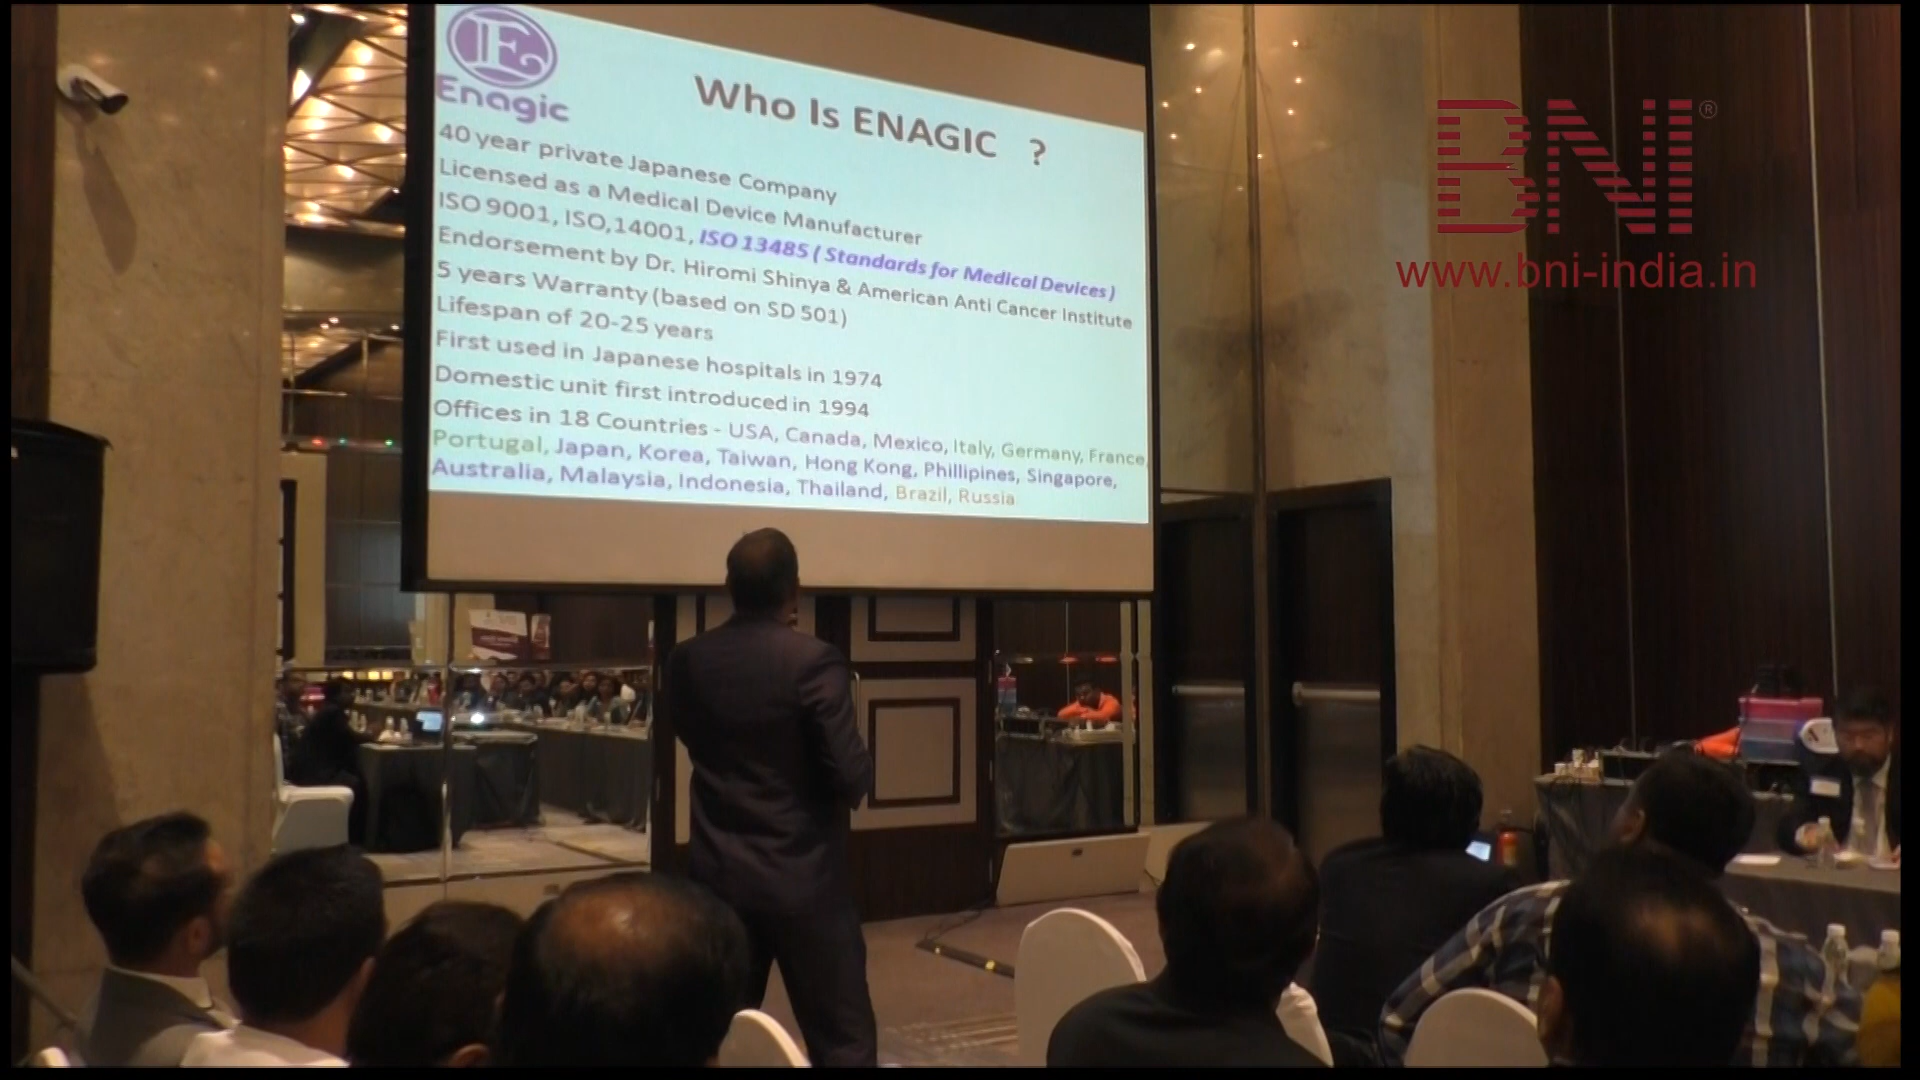 Enagic
Who Is ENAGIC ?
40 year private Japanese Company
Licensed as a Medical Device Manufacturer
ISO 9001, ISO,14001, ISO 13485 ( Standards for Medical Devices )
Endorsement by Dr. Hiromi Shinya & American Anti Cancer Institute
5 years Warranty (based on SD 501)
Lifespan of 20-25 years
First used in Japanese hospitals in 1974
Domestic unit first introduced in 1994
Offices in 18 Countries - USA, Canada, Mexico, Italy, Germany, France,
Portugal, Japan, Korea, Taiwan, Hong Kong, Phillipines, Singapore,
Australia, Malaysia, Indonesia, Thailand, Brazil, Russia
BNI®
www.bni-india.in